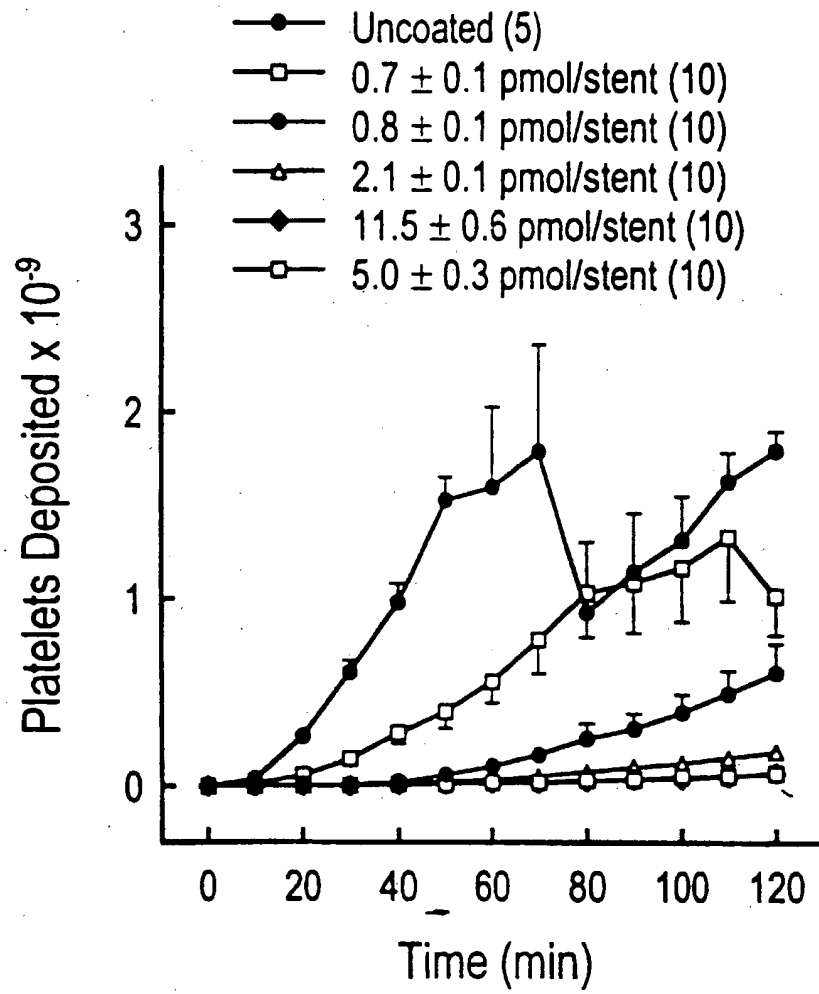 Uncoated (5)
0.7 ± 0.1 pmol/stent (10)
0.8 ± 0.1 pmol/stent (10)
2.1 ± 0.1 pmol/stent (10)
11.5 ± 0.6 pmol/stent (10)
5.0 ± 0.3 pmol/stent (10)
Platelets Deposited x 10⁻⁹
3
2
1
0
0 20 40 60 80 100 120
Time (min)